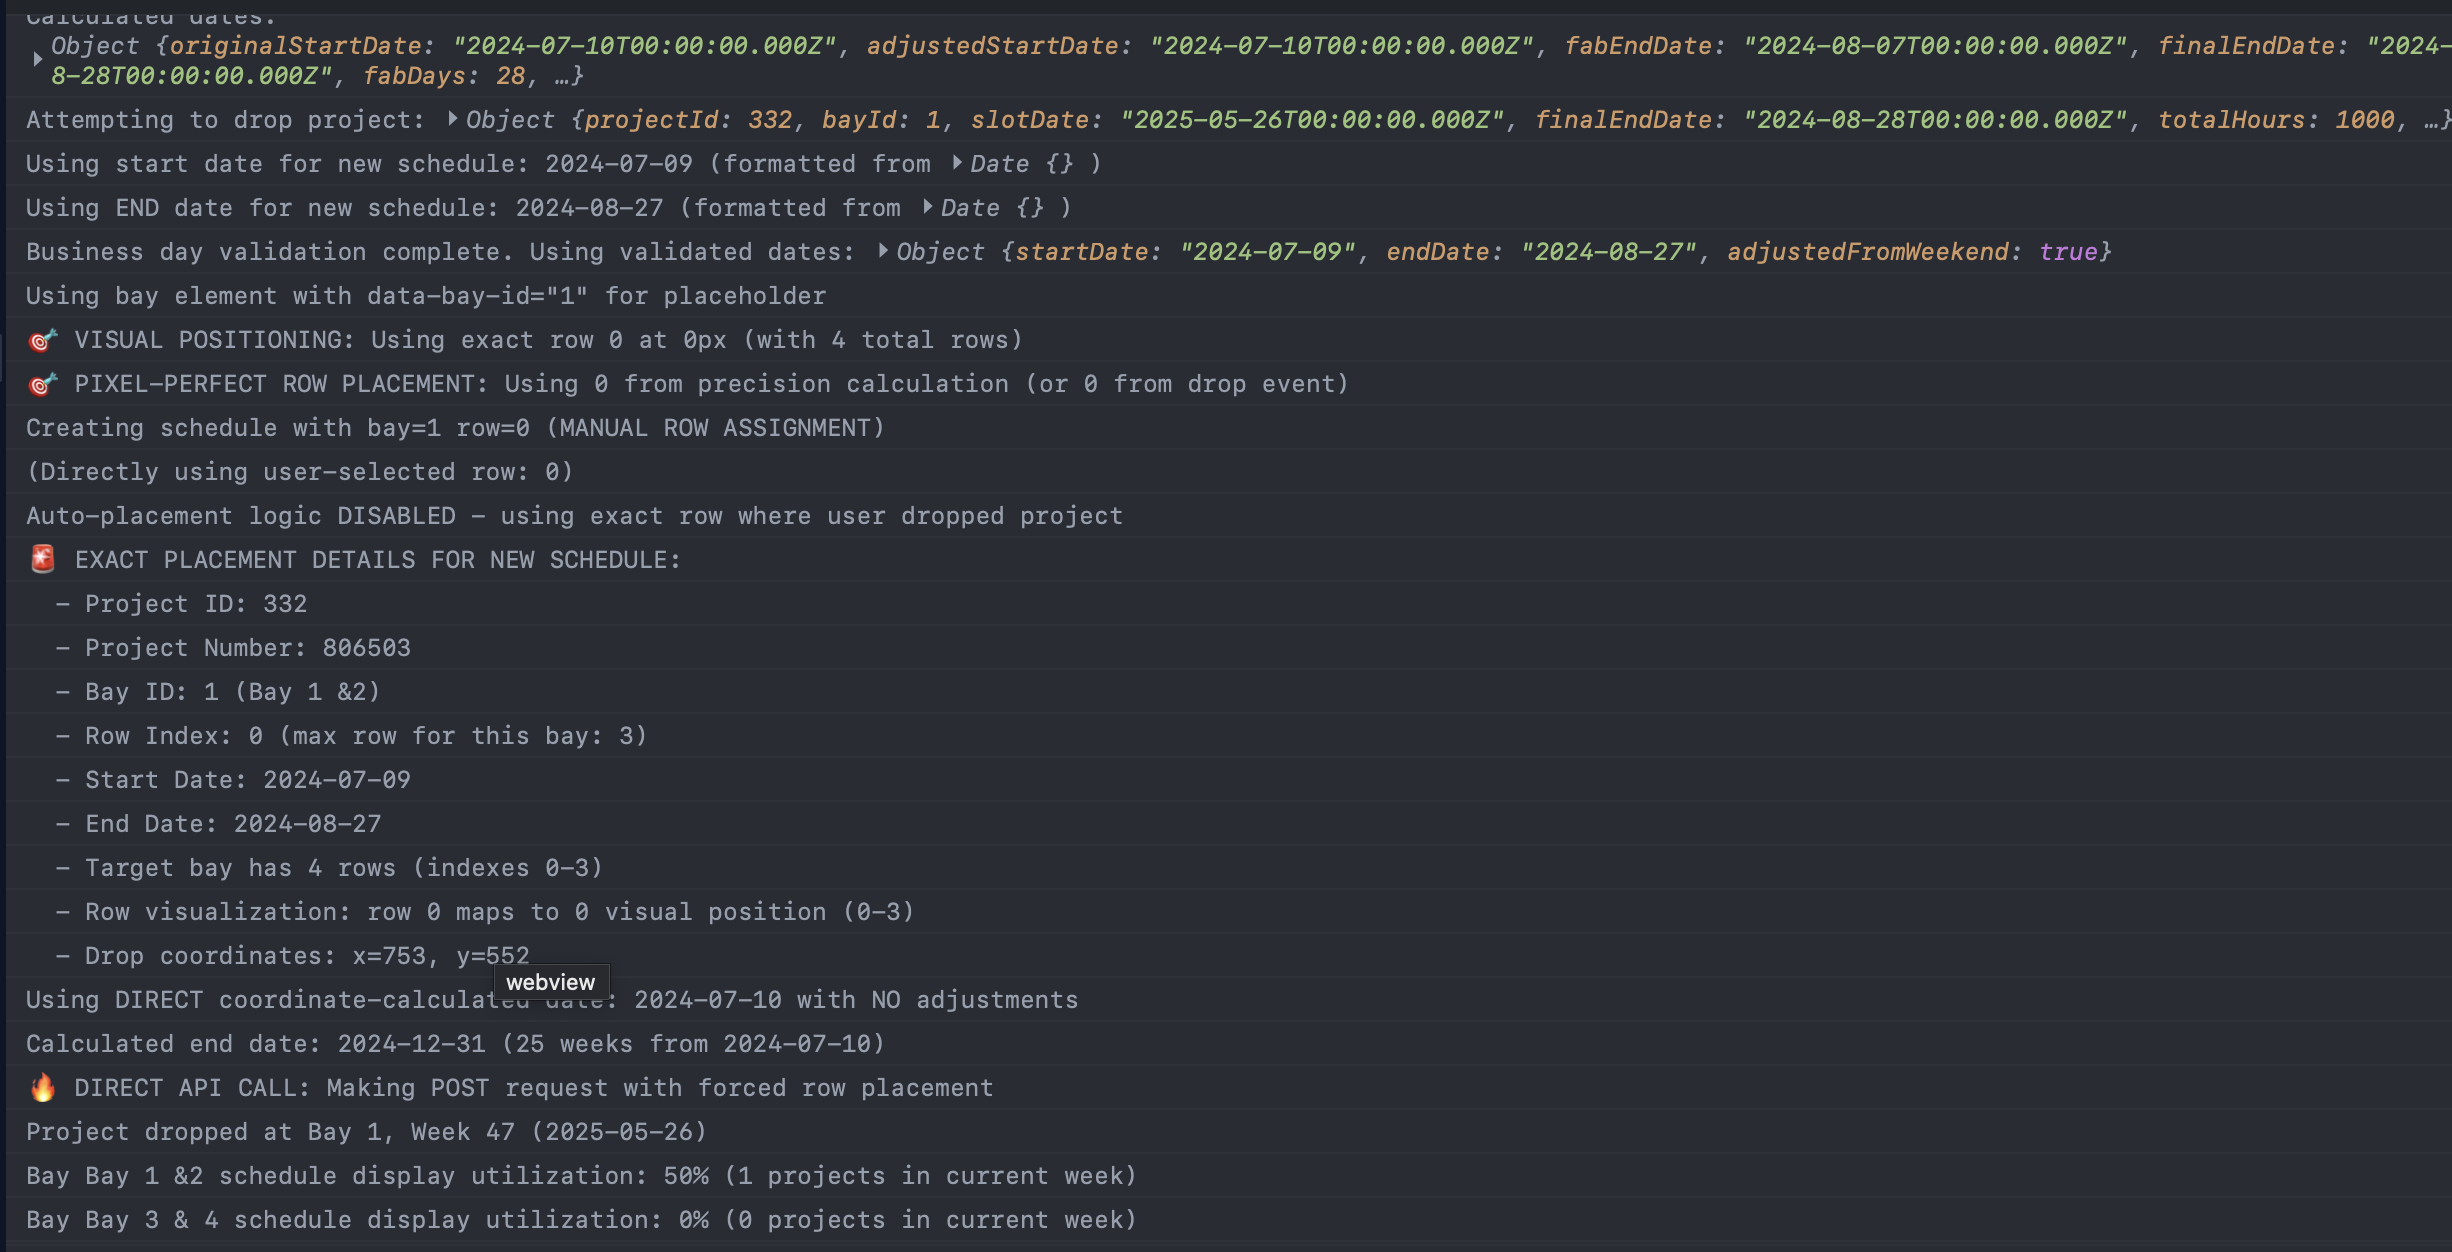 Calculated dates:
Object {originalStartDate: "2024-07-10T00:00:00.000Z", adjustedStartDate: "2024-07-10T00:00:00.000Z", fabEndDate: "2024-08-07T00:00:00.000Z", finalEndDate: "2024-
8-28T00:00:00.000Z", fabDays: 28, …}
Attempting to drop project: Object {projectId: 332, bayId: 1, slotDate: "2025-05-26T00:00:00.000Z", finalEndDate: "2024-08-28T00:00:00.000Z", totalHours: 1000, …}
Using start date for new schedule: 2024-07-09 (formatted from Date {} )
Using END date for new schedule: 2024-08-27 (formatted from Date {} )
Business day validation complete. Using validated dates: Object {startDate: "2024-07-09", endDate: "2024-08-27", adjustedFromWeekend: true}
Using bay element with data-bay-id="1" for placeholder
🎯 VISUAL POSITIONING: Using exact row 0 at 0px (with 4 total rows)
🎯 PIXEL-PERFECT ROW PLACEMENT: Using 0 from precision calculation (or 0 from drop event)
Creating schedule with bay=1 row=0 (MANUAL ROW ASSIGNMENT)
(Directly using user-selected row: 0)
Auto-placement logic DISABLED - using exact row where user dropped project
🚨 EXACT PLACEMENT DETAILS FOR NEW SCHEDULE:
- Project ID: 332
- Project Number: 806503
- Bay ID: 1 (Bay 1 &2)
- Row Index: 0 (max row for this bay: 3)
- Start Date: 2024-07-09
- End Date: 2024-08-27
- Target bay has 4 rows (indexes 0-3)
- Row visualization: row 0 maps to 0 visual position (0-3)
- Drop coordinates: x=753, y=552
webview
Using DIRECT coordinate-calculated date: 2024-07-10 with NO adjustments
Calculated end date: 2024-12-31 (25 weeks from 2024-07-10)
🔥 DIRECT API CALL: Making POST request with forced row placement
Project dropped at Bay 1, Week 47 (2025-05-26)
Bay Bay 1 &2 schedule display utilization: 50% (1 projects in current week)
Bay Bay 3 & 4 schedule display utilization: 0% (0 projects in current week)